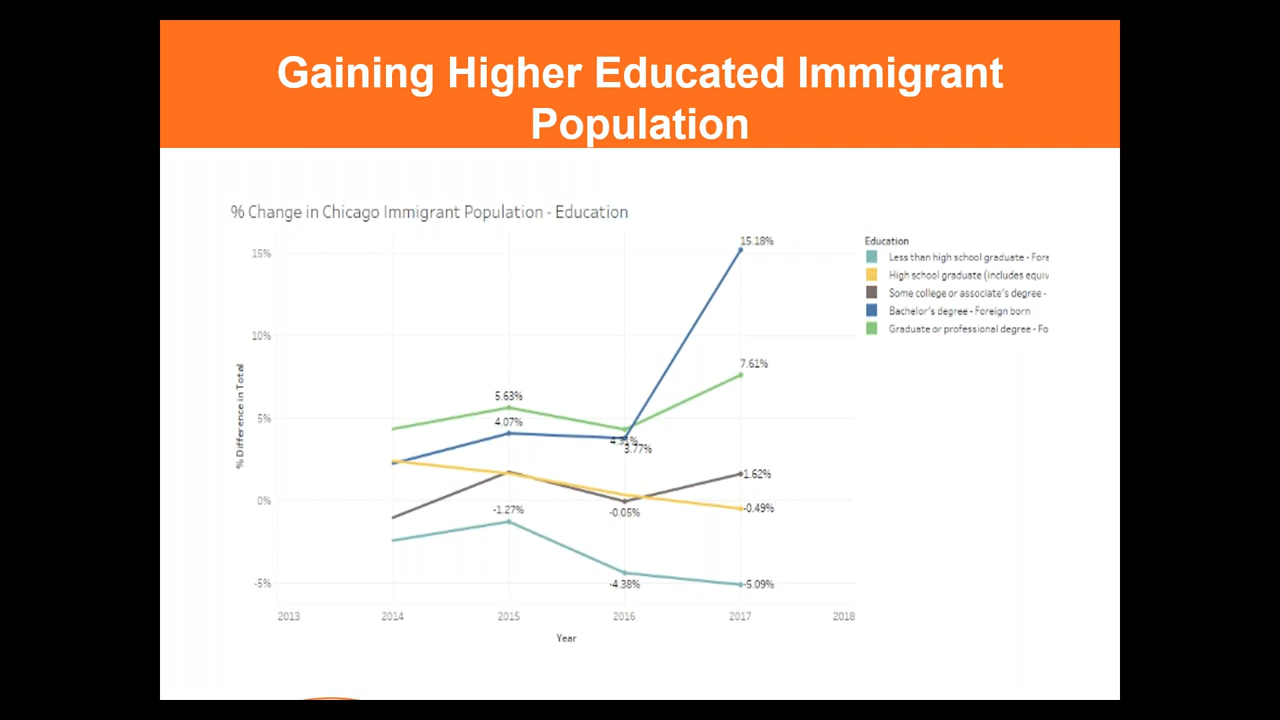 Gaining Higher Educated Immigrant
Population
% Change in Chicago Immigrant Population - Education
15.18%
Education
15%
Less than high school graduate - Fore
High school graduate (includes equiv
Some college or associate's degree -
Bachelor's degree - Foreign born
Graduate or professional degree - Fo
10%
7.61%
5.63%
5%
4.07%
3.77%
% Difference in Total
1.62%
0%
-1.27%
-0.05%
-0.49%
-5%
-4.38%
-5.09%
2013 2014 2015 2016 2017 2018
Year